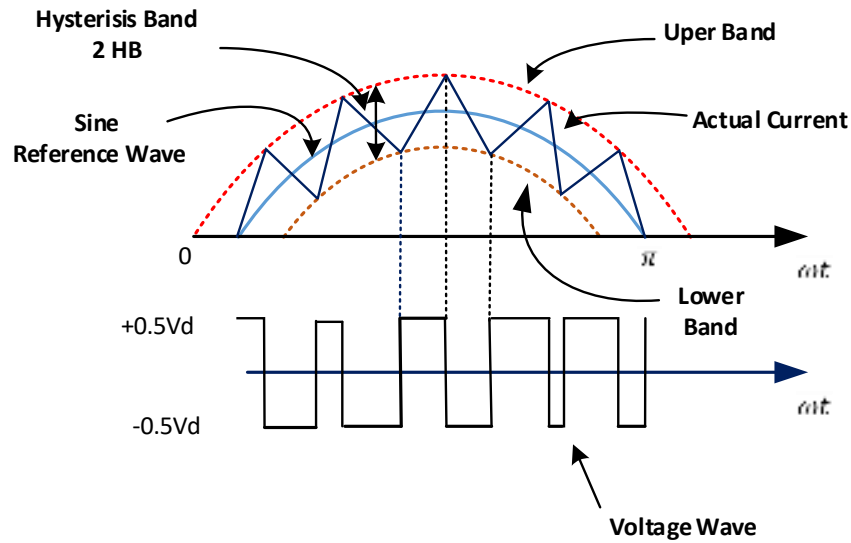 Hysterisis Band
2 HB
Uper Band
Sine
Reference Wave
Actual Current
0
π
ωt
Lower
Band
+0.5Vd
-0.5Vd
ωt
Voltage Wave